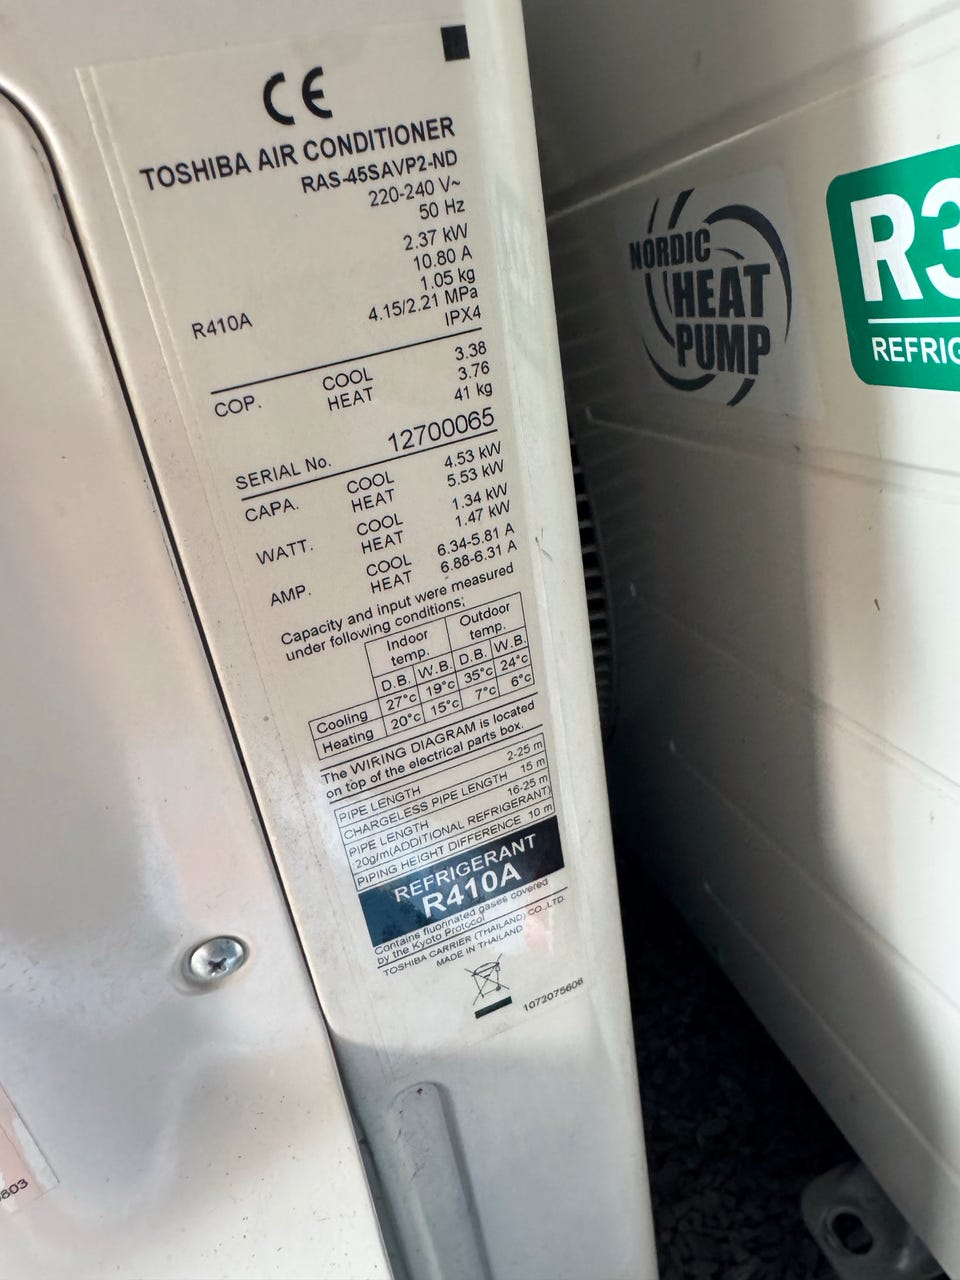 CE
TOSHIBA AIR CONDITIONER
RAS-45SAVP2-ND
220-240 V~
50 Hz
2.37 kW
10.80 A
1.05 kg
R410A 4.15/2.21 MPa
IPX4
COP. COOL 3.38
HEAT 3.76
41 kg
SERIAL No. 12700065
CAPA. COOL 4.53 kW
HEAT 5.53 kW
WATT. COOL 1.34 kW
HEAT 1.47 kW
AMP. COOL 6.34-5.81 A
HEAT 6.88-6.31 A
Capacity and input were measured
under following conditions;
Indoor temp. Outdoor temp.
D.B. W.B. D.B. W.B.
Cooling 27°c 19°c 35°c 24°c
Heating 20°c 15°c 7°c 6°c
The WIRING DIAGRAM is located
on top of the electrical parts box.
PIPE LENGTH 2-25 m
CHARGELESS PIPE LENGTH 15 m
PIPE LENGTH 16-25 m
20g/m(ADDITIONAL REFRIGERANT)
PIPING HEIGHT DIFFERENCE 10 m
REFRIGERANT
R410A
Contains fluorinated gases covered
by the Kyoto Protocol
TOSHIBA CARRIER (THAILAND) CO.,LTD.
MADE IN THAILAND
1072075606
NORDIC
HEAT
PUMP
R3
REFRIG
803